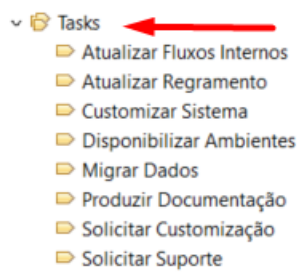 Tasks
Atualizar Fluxos Internos
Atualizar Regramento
Customizar Sistema
Disponibilizar Ambientes
Migrar Dados
Produzir Documentação
Solicitar Customização
Solicitar Suporte